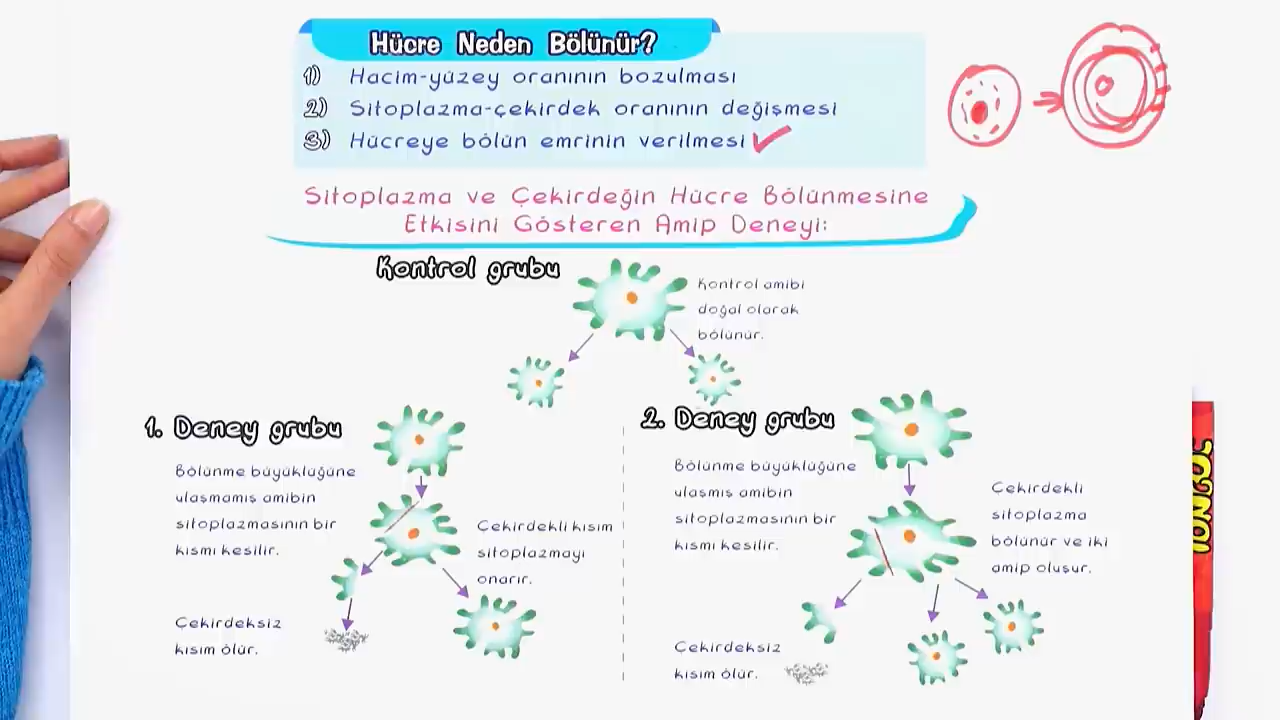 Hücre Neden Bölünür?
1) Hacim-yüzey oranının bozulması
2) Sitoplazma-çekirdek oranının değişmesi
3) Hücreye bölün emrinin verilmesi
Sitoplazma ve Çekirdeğin Hücre Bölünmesine
Etkisini Gösteren Amip Deneyi:
Kontrol grubu
Kontrol amibi
doğal olarak
bölünür.
1. Deney grubu
Bölünme büyüklüğüne
ulaşmamış amibin
sitoplazmasının bir
kısmı kesilir.
Çekirdekli kısım
sitoplazmayı
onarır.
Çekirdeksiz
kısım ölür.
2. Deney grubu
Bölünme büyüklüğüne
ulaşmış amibin
sitoplazmasının bir
kısmı kesilir.
Çekirdekli
sitoplazma
bölünür ve iki
amip oluşur.
Çekirdeksiz
kısım ölür.
TONGUÇ